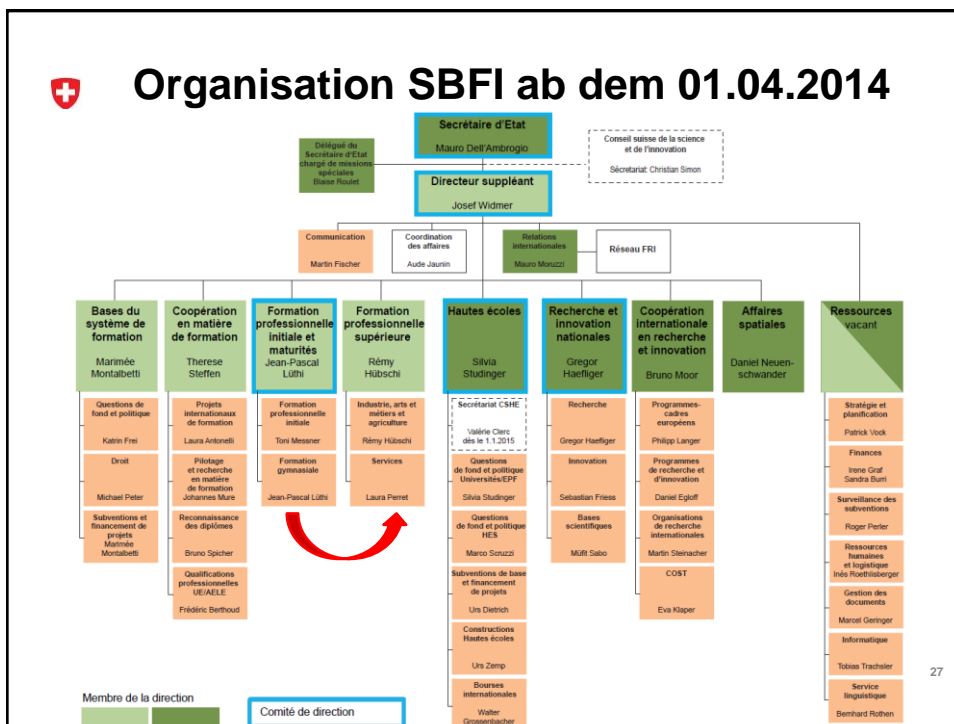 Organisation SBFI ab dem 01.04.2014
Secrétaire d'Etat
Mauro Dell'Ambrogio
Délégué du
Secrétaire d'Etat
chargé de missions
spéciales
Blaise Roulet
Conseil suisse de la science
et de l'innovation
Sécretariat: Christian Simon
Directeur suppléant
Josef Widmer
Communication
Martin Fischer
Coordination
des affaires
Aude Jaunin
Relations
internationales
Mauro Moruzzi
Réseau FRI
Bases du
système de
formation
Marimée
Montalbetti
Questions de
fond et politique
Katrin Frei
Droit
Michael Peter
Subventions et
financement de
projets
Marimée
Montalbetti
Coopération
en matière
de formation
Therese
Steffen
Projets
internationaux
de formation
Laura Antonelli
Pilotage
et recherche
en matière
de formation
Johannes Mure
Reconnaissance
des diplômes
Bruno Spicher
Qualifications
professionnelles
UE/AELE
Frédéric Berthoud
Formation
professionnelle
initiale et
maturités
Jean-Pascal
Lüthi
Formation
professionnelle
initiale
Toni Messner
Formation
gymnasiale
Jean-Pascal Lüthi
Formation
professionnelle
supérieure
Rémy
Hübschi
Industrie, arts et
métiers et
agriculture
Rémy Hübschi
Services
Laura Perret
Hautes écoles
Silvia
Studinger
Secrétariat CSHE
Valérie Clerc
dès le 1.1.2015
Questions
de fond et politique
Universités/EPF
Silvia Studinger
Questions
de fond et politique
HES
Marco Scruzzi
Subventions de base
et financement
de projets
Urs Dietrich
Constructions
Hautes écoles
Urs Zemp
Bourses
internationales
Walter
Grossenbacher
Recherche et
innovation
nationales
Gregor
Haefliger
Recherche
Gregor Haefliger
Innovation
Sebastian Friess
Bases
scientifiques
Müfit Sabo
Coopération
internationale
en recherche
et innovation
Bruno Moor
Programmes-
cadres
européens
Philipp Langer
Programmes
de recherche et
d'innovation
Daniel Egloff
Organisations
de recherche
internationales
Martin Steinacher
COST
Eva Klaper
Affaires
spatiales
Daniel Neuen-
schwander
Ressources
vacant
Stratégie et
planification
Patrick Vock
Finances
Irene Graf
Sandra Burri
Surveillance des
subventions
Roger Perler
Ressources
humaines
et logistique
Inés Roethlisberger
Gestion des
documents
Marcel Geringer
Informatique
Tobias Trachsler
Service
linguistique
Bernhard Rothen
Membre de la direction
Comité de direction
27